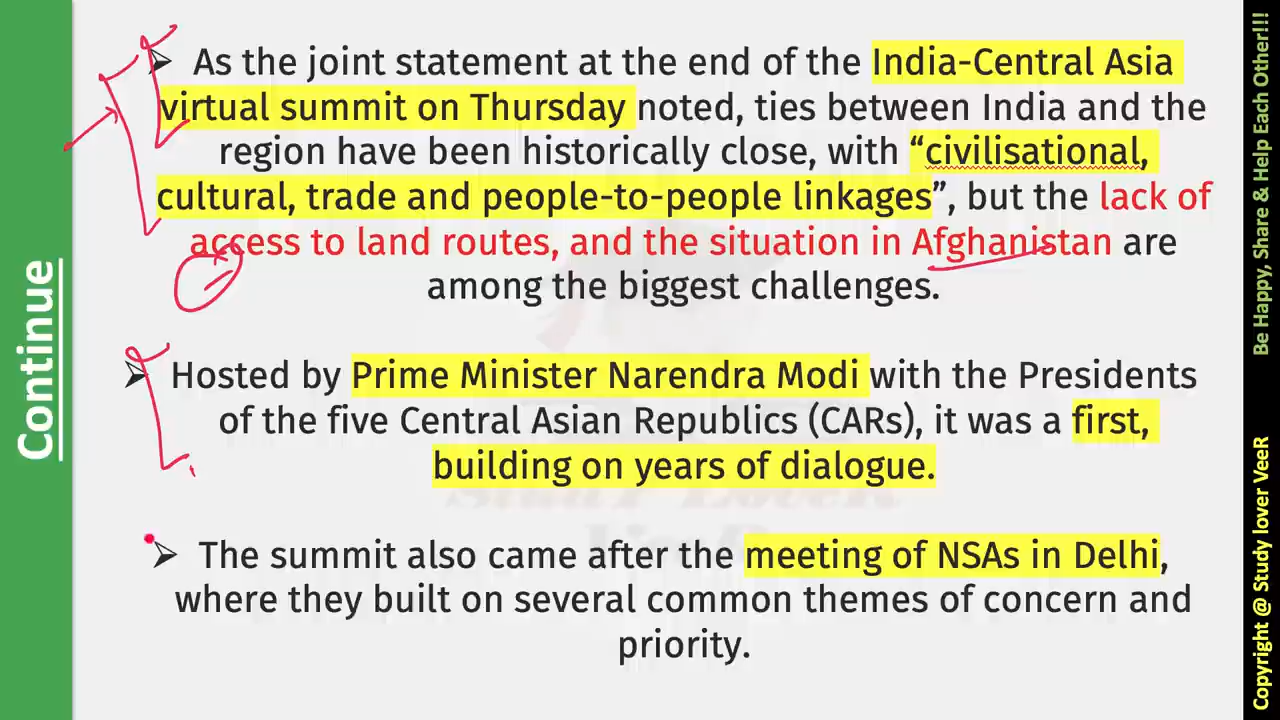 Continue
➢ As the joint statement at the end of the India-Central Asia
virtual summit on Thursday noted, ties between India and the
region have been historically close, with “civilisational,
cultural, trade and people-to-people linkages”, but the lack of
access to land routes, and the situation in Afghanistan are
among the biggest challenges.
➢ Hosted by Prime Minister Narendra Modi with the Presidents
of the five Central Asian Republics (CARs), it was a first,
building on years of dialogue.
➢ The summit also came after the meeting of NSAs in Delhi,
where they built on several common themes of concern and
priority.
Copyright @ Study lover VeeR
Be Happy, Share & Help Each Other!!!